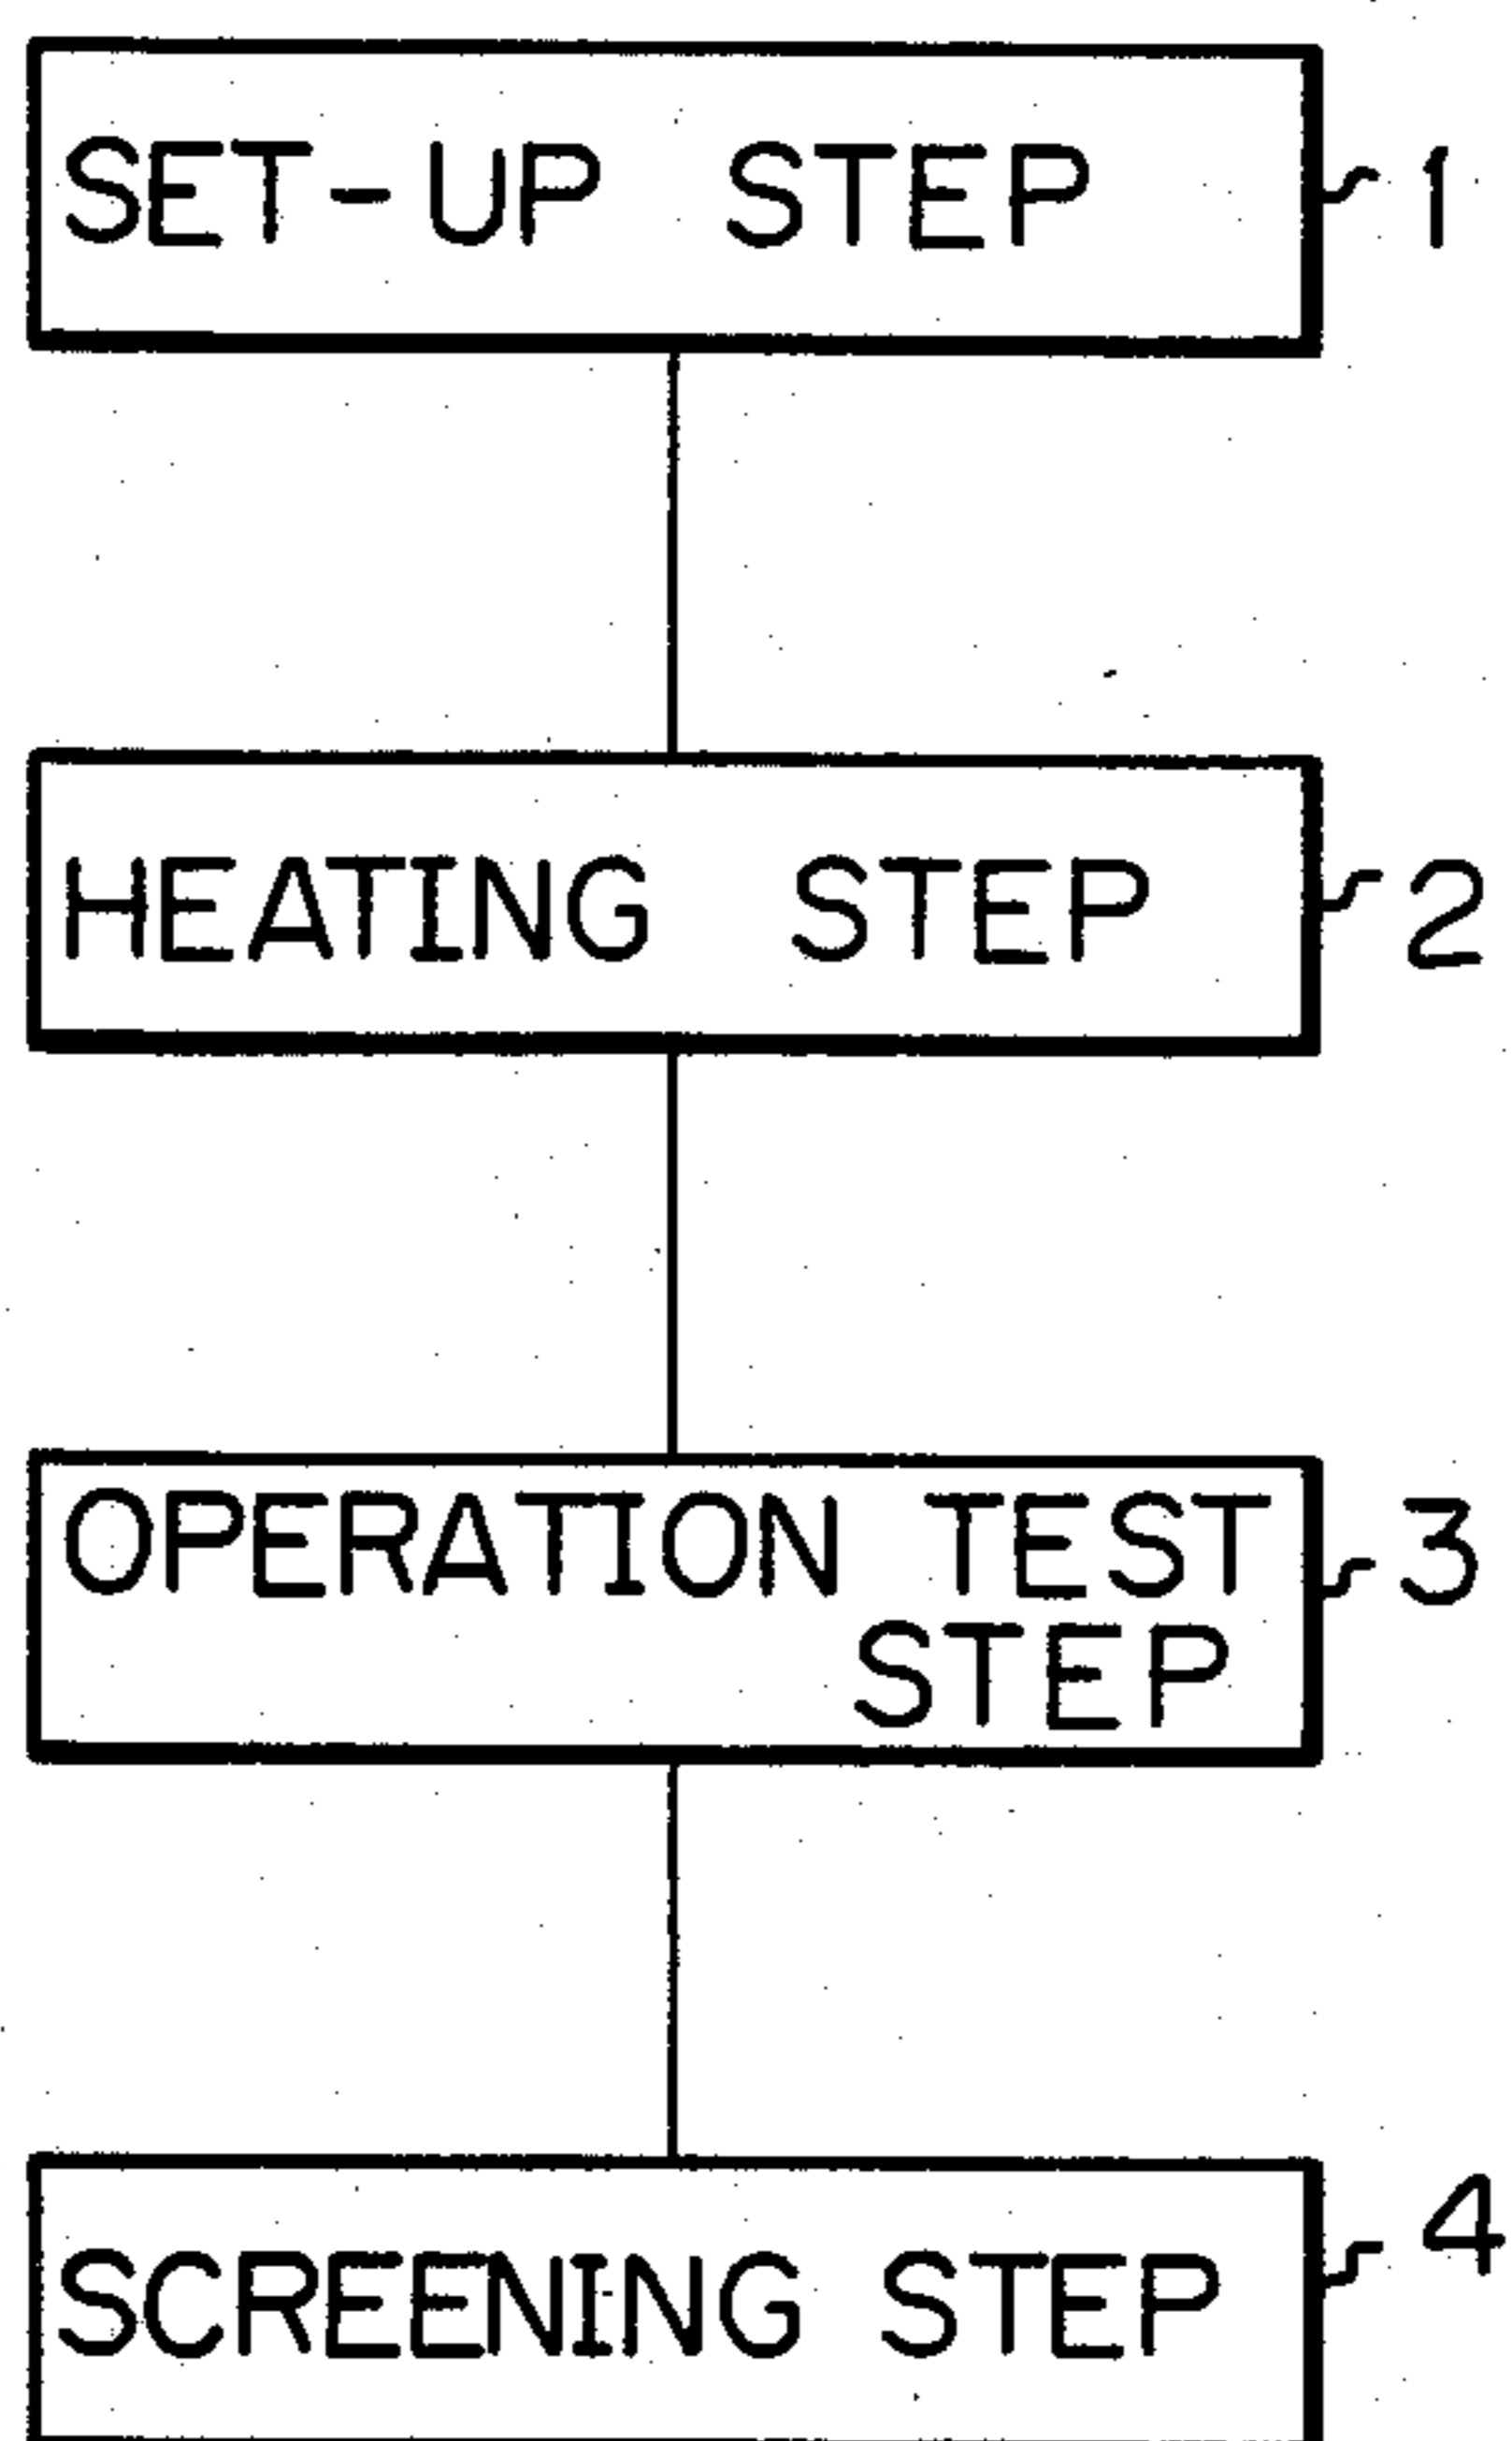 SET-UP STEP 1
HEATING STEP 2
OPERATION TEST 3
STEP
SCREENING STEP 4